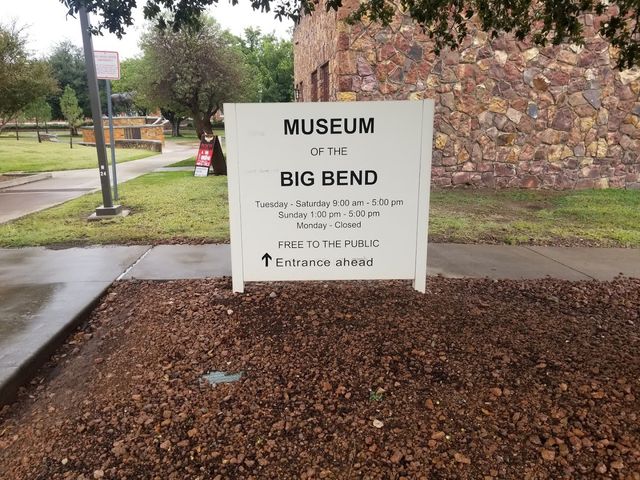 MUSEUM
OF THE
BIG BEND
Tuesday - Saturday 9:00 am - 5:00 pm
Sunday 1:00 pm - 5:00 pm
Monday - Closed
FREE TO THE PUBLIC
↑ Entrance ahead
24